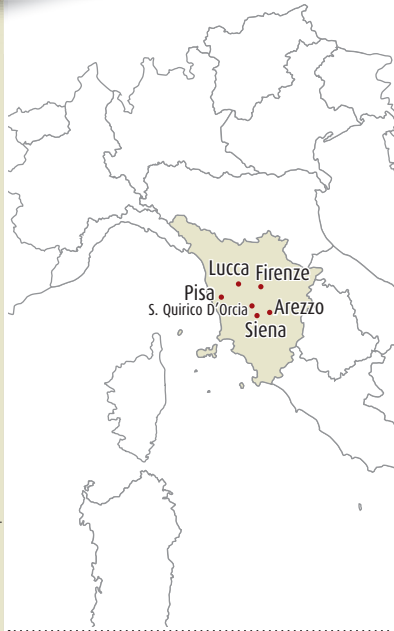 Lucca
Firenze
Pisa
S. Quirico D'Orcia
Arezzo
Siena